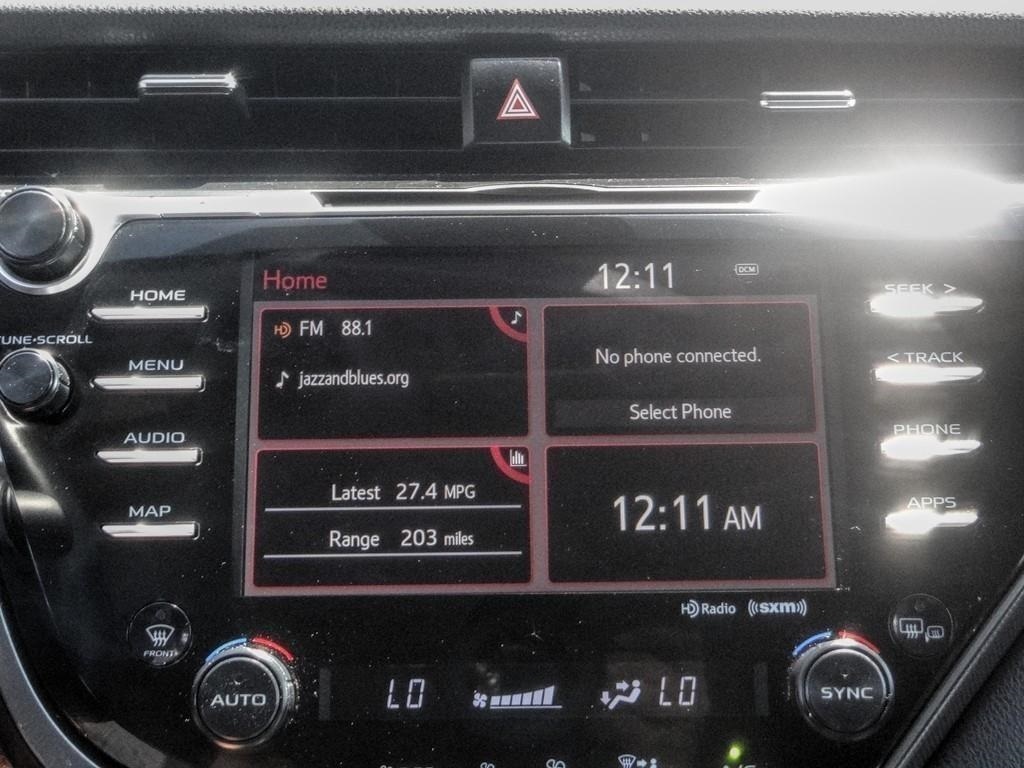 Home 12:11 DCM
HOME
SEEK >
HD FM 88.1
No phone connected.
TUNE•SCROLL
MENU
< TRACK
jazzandblues.org
Select Phone
AUDIO
PHONE
Latest 27.4 MPG
12:11 AM
MAP
APPS
Range 203 miles
HD Radio ((sxm))
FRONT
AUTO
LO
LO
SYNC